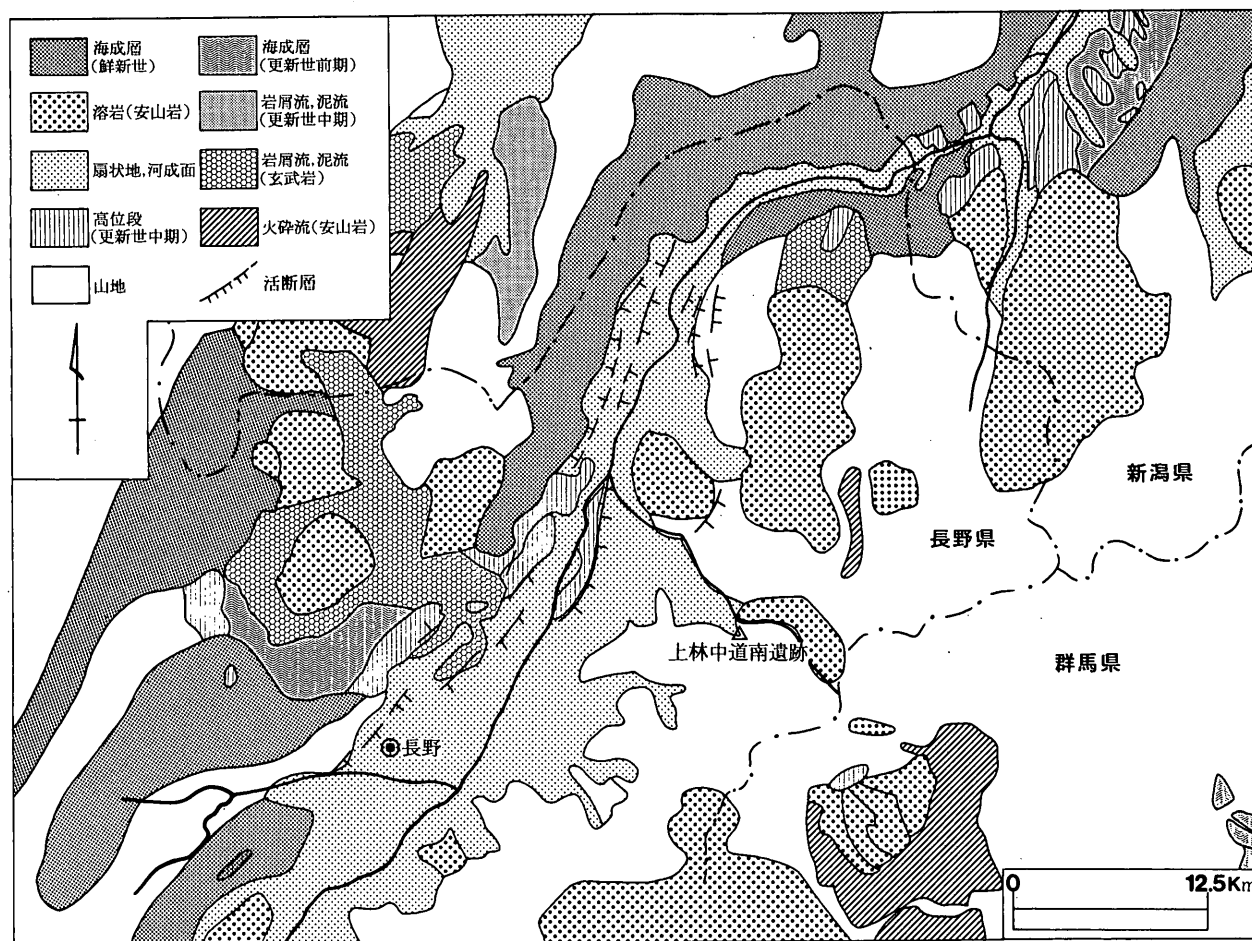 海成層
(鮮新世)
海成層
(更新世前期)
溶岩(安山岩)
岩屑流,泥流
(更新世中期)
扇状地,河成面
岩屑流,泥流
(玄武岩)
高位段
(更新世中期)
火砕流(安山岩)
山地
活断層
新潟県
長野県
群馬県
上林中道南遺跡
長野
0 12.5Km